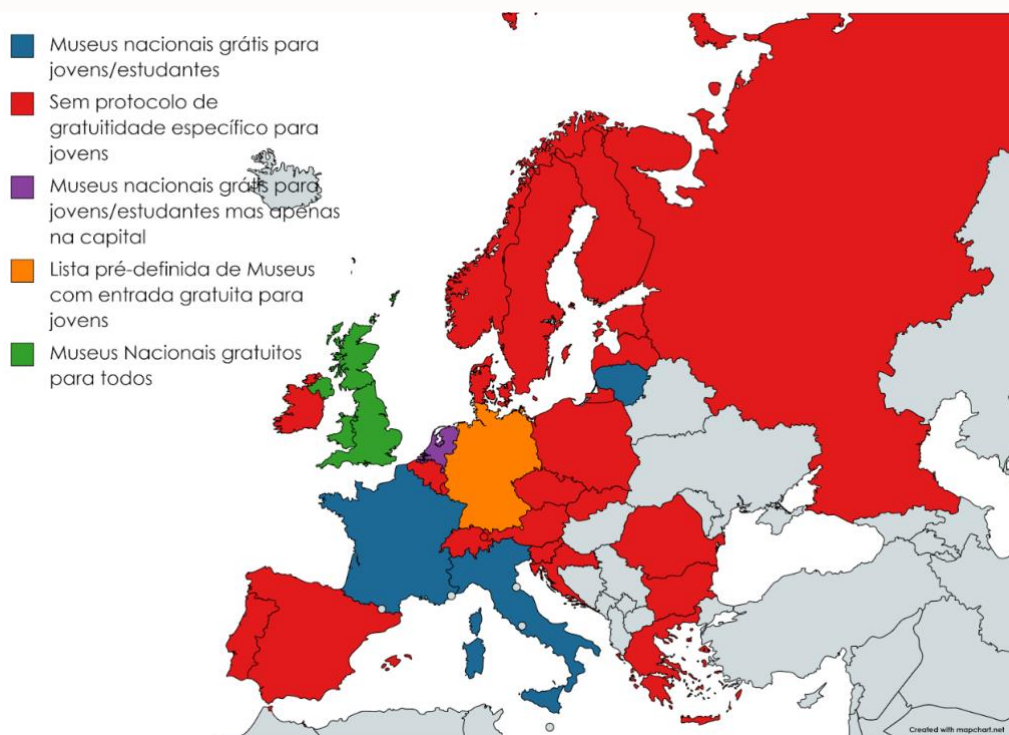 Museus nacionais grátis para
jovens/estudantes
Sem protocolo de
gratuitidade específico para
jovens
Museus nacionais grátis para
jovens/estudantes mas apenas
na capital
Lista pré-definida de Museus
com entrada gratuita para
jovens
Museus Nacionais gratuitos
para todos
Created with mapchart.net